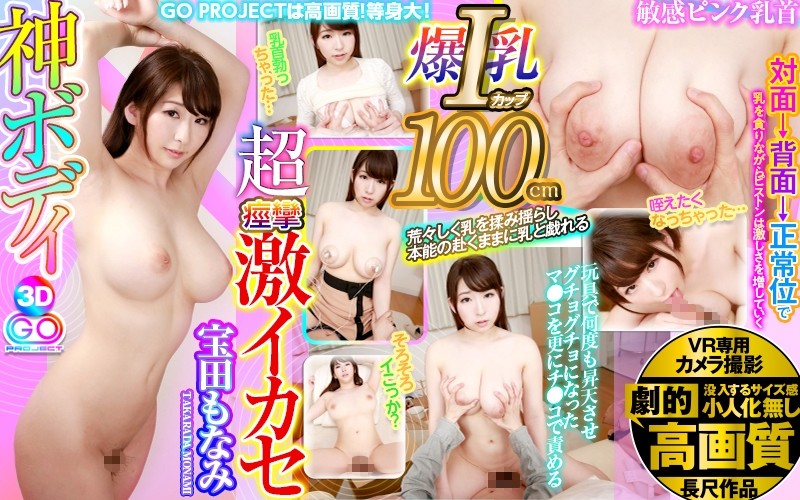 GO PROJECTは高画質!等身大!
神ボディ
3D
GO
PROJECT
乳首勃っ
ちゃった…
爆乳
Iカップ
100cm
敏感ピンク乳首
対面→背面→正常位で
乳を貪りながらピストンは激しさを増していく
咥えたく
なっちゃった…
荒々しく乳を揉み揺らし
本能の赴くままに乳と戯れる
超
痙攣
激イカセ
宝田もなみ
TAKARADA MONAMI
そろそろ
イこっか?
玩具で何度も昇天させ
グチョグチョになった
マ●コを更にチ●コで責める
VR専用
カメラ撮影
劇的
没入するサイズ感
小人化無し
高画質
長尺作品